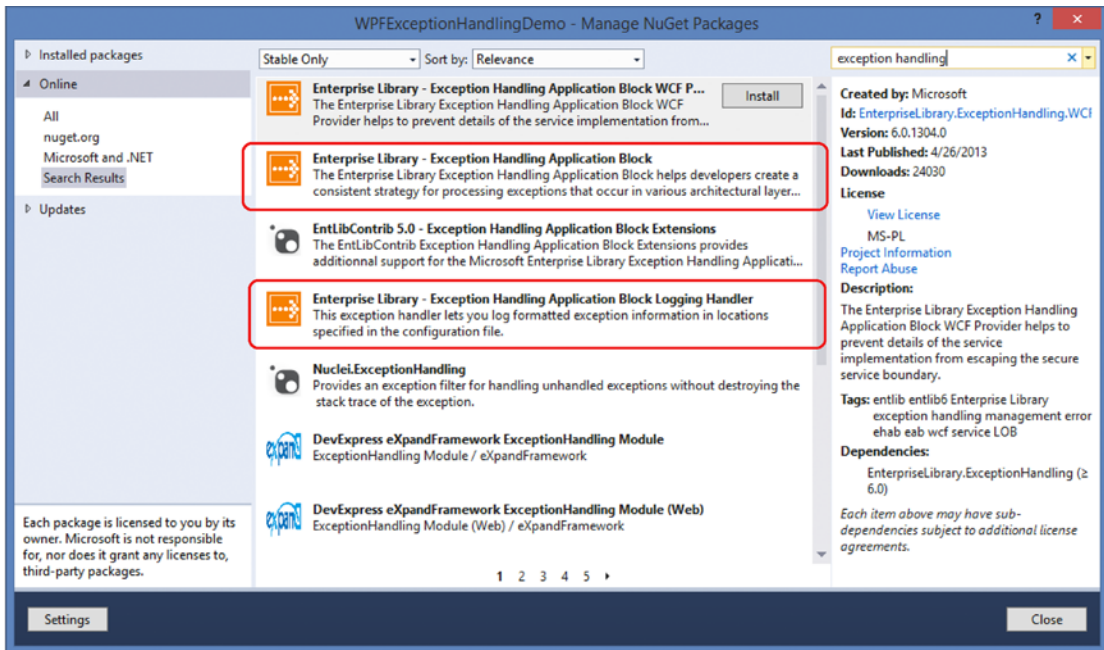 WPFExceptionHandlingDemo - Manage NuGet Packages
? ×
Installed packages
Online
All
nuget.org
Microsoft and .NET
Search Results
Updates
Each package is licensed to you by its
owner. Microsoft is not responsible
for, nor does it grant any licenses to,
third-party packages.
Stable Only
Sort by: Relevance
Enterprise Library - Exception Handling Application Block WCF P...
Install
The Enterprise Library Exception Handling Application Block WCF
Provider helps to prevent details of the service implementation from...
Enterprise Library - Exception Handling Application Block
The Enterprise Library Exception Handling Application Block helps developers create a
consistent strategy for processing exceptions that occur in various architectural layer...
EntLibContrib 5.0 - Exception Handling Application Block Extensions
The EntLibContrib Exception Handling Application Block Extensions provides
additionnal support for the Microsoft Enterprise Library Exception Handling Applicati...
Enterprise Library - Exception Handling Application Block Logging Handler
This exception handler lets you log formatted exception information in locations
specified in the configuration file.
Nuclei.ExceptionHandling
Provides an exception filter for handling unhandled exceptions without destroying the
stack trace of the exception.
expand
DevExpress eXpandFramework ExceptionHandling Module
ExceptionHandling Module / eXpandFramework
expand
DevExpress eXpandFramework ExceptionHandling Module (Web)
ExceptionHandling Module (Web) / eXpandFramework
1 2 3 4 5
exception handling
Created by: Microsoft
Id: EnterpriseLibrary.ExceptionHandling.WCF
Version: 6.0.1304.0
Last Published: 4/26/2013
Downloads: 24030
License
View License
MS-PL
Project Information
Report Abuse
Description:
The Enterprise Library Exception Handling
Application Block WCF Provider helps to
prevent details of the service
implementation from escaping the secure
service boundary.
Tags: entlib entlib6 Enterprise Library
exception handling management error
ehab eab wcf service LOB
Dependencies:
EnterpriseLibrary.ExceptionHandling (≥
6.0)
Each item above may have sub-
dependencies subject to additional license
agreements.
Settings
Close